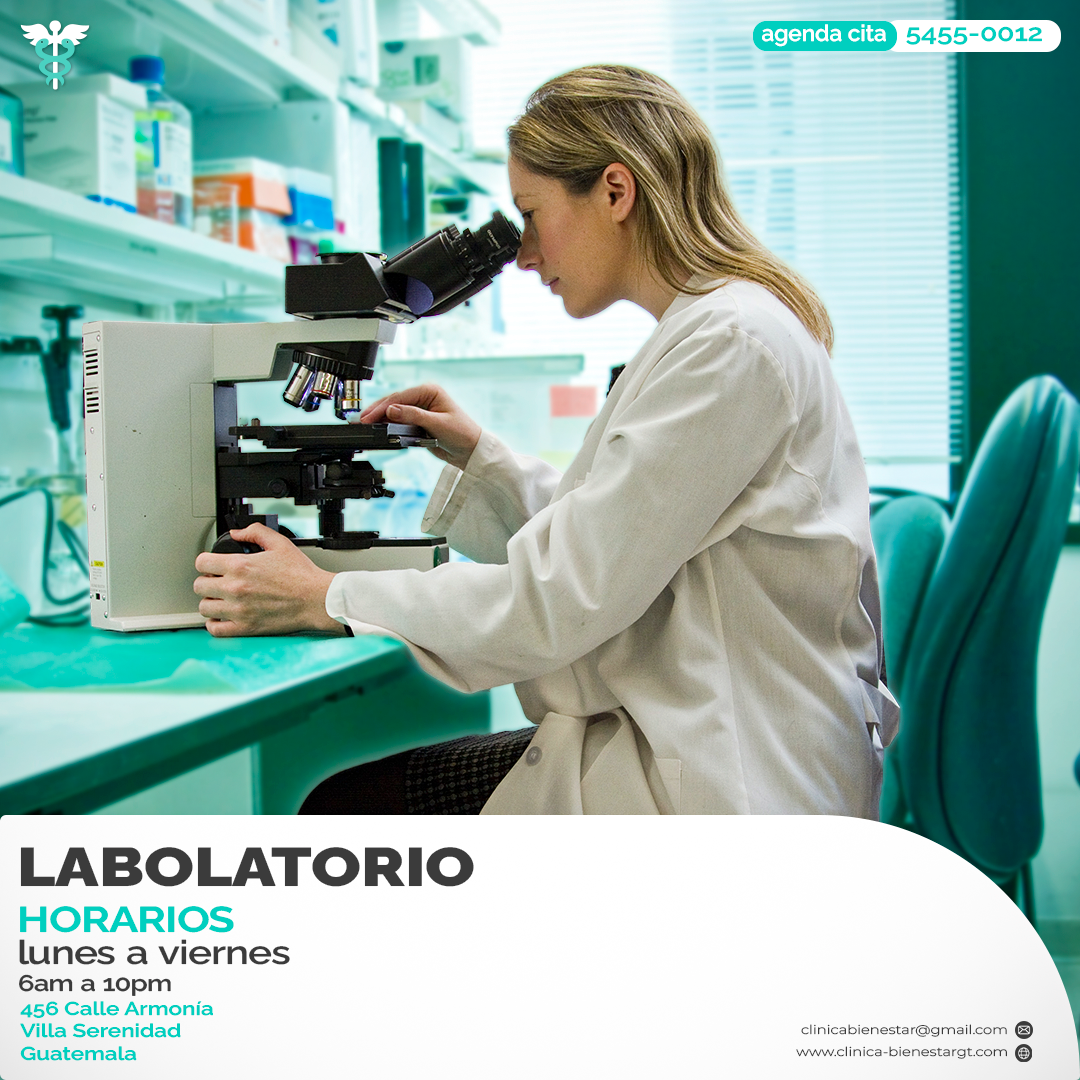 agenda cita 5455-0012
LABOLATORIO
HORARIOS
lunes a viernes
6am a 10pm
456 Calle Armonía
Villa Serenidad
Guatemala
clinicabienestar@gmail.com
www.clinica-bienestargt.com